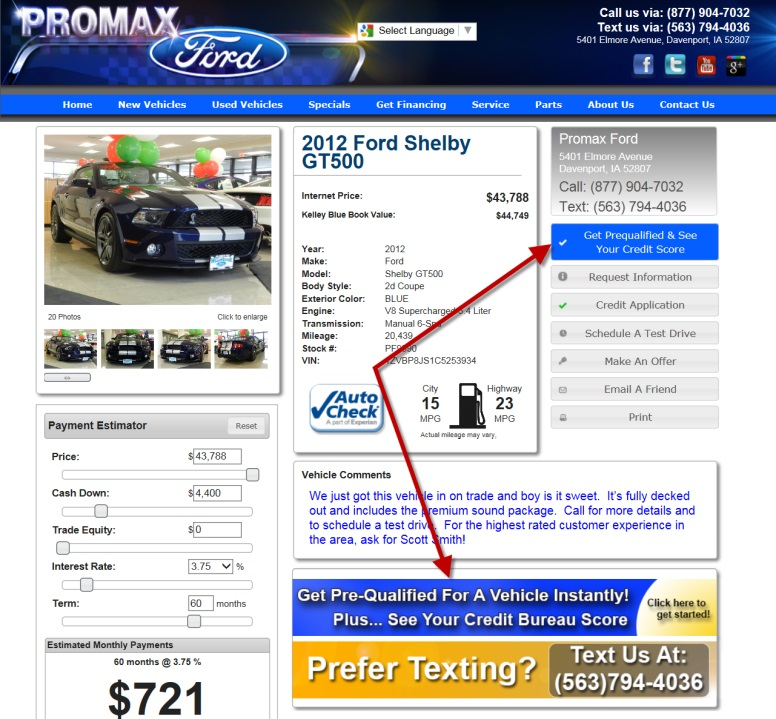 PROMAX
Ford
Select Language
Call us via: (877) 904-7032
Text us via: (563) 794-4036
5401 Elmore Avenue, Davenport, IA 52807
Home New Vehicles Used Vehicles Specials Get Financing Service Parts About Us Contact Us
20 Photos Click to enlarge
2012 Ford Shelby
GT500
Internet Price: $43,788
Kelley Blue Book Value: $44,749
Year: 2012
Make: Ford
Model: Shelby GT500
Body Style: 2d Coupe
Exterior Color: BLUE
Engine: V8 Supercharged 5.4 Liter
Transmission: Manual 6-Spd
Mileage: 20,439
Stock #:
VIN:
AutoCheck
A part of Experian
City Highway
15 23
MPG MPG
Actual mileage may vary,
Promax Ford
5401 Elmore Avenue
Davenport, IA 52807
Call: (877) 904-7032
Text: (563) 794-4036
Get Prequalified & See
Your Credit Score
Request Information
Credit Application
Schedule A Test Drive
Make An Offer
Email A Friend
Print
Payment Estimator Reset
Price: $43,788
Cash Down: $4,400
Trade Equity: $0
Interest Rate: 3.75 %
Term: 60 months
Estimated Monthly Payments
60 months @ 3.75 %
$721
Vehicle Comments
We just got this vehicle in on trade and boy is it sweet. It's fully decked
out and includes the premium sound package. Call for more details and
to schedule a test drive. For the highest rated customer experience in
the area, ask for Scott Smith!
Get Pre-Qualified For A Vehicle Instantly!
Plus... See Your Credit Bureau Score
Click here to
get started!
Prefer Texting?
Text Us At:
(563)794-4036